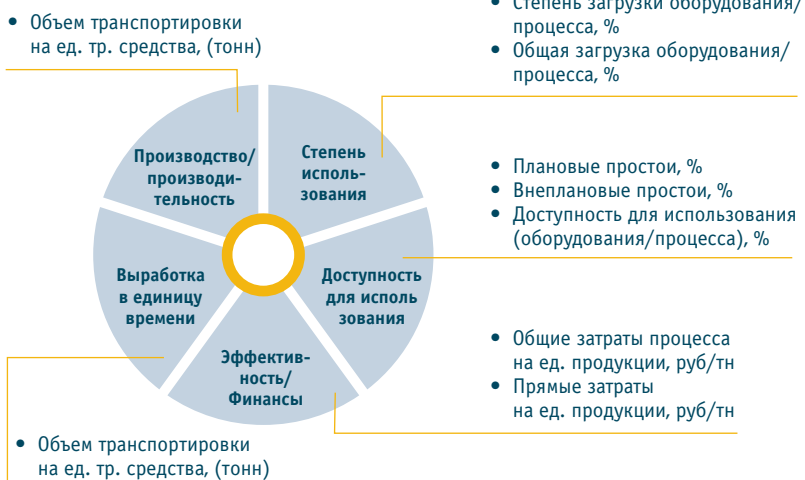 • Объем транспортировки
на ед. тр. средства, (тонн)
• Степень загрузки оборудования/
процесса, %
• Общая загрузка оборудования/
процесса, %
Производство/
производи-
тельность
Степень
исполь-
зования
• Плановые простои, %
• Внеплановые простои, %
• Доступность для использования
(оборудования/процесса), %
Выработка
в единицу
времени
Доступность
для исполь
зования
Эффектив-
ность/
Финансы
• Общие затраты процесса
на ед. продукции, руб/тн
• Прямые затраты
на ед. продукции, руб/тн
• Объем транспортировки
на ед. тр. средства, (тонн)